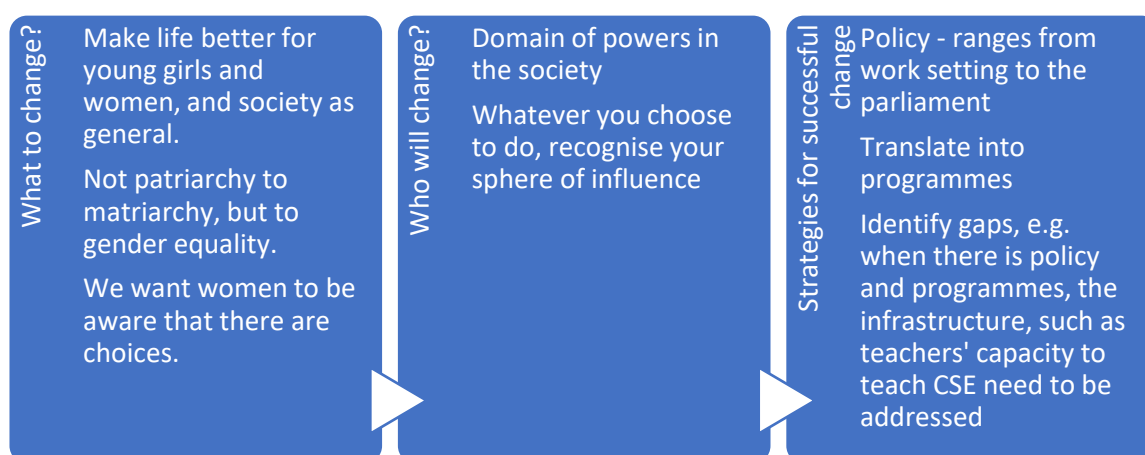 What to change?
Make life better for
young girls and
women, and society as
general.
Not patriarchy to
matriarchy, but to
gender equality.
We want women to be
aware that there are
choices.
Who will change?
Domain of powers in
the society
Whatever you choose
to do, recognise your
sphere of influence
Strategies for successful
change
Policy - ranges from
work setting to the
parliament
Translate into
programmes
Identify gaps, e.g.
when there is policy
and programmes, the
infrastructure, such as
teachers' capacity to
teach CSE need to be
addressed